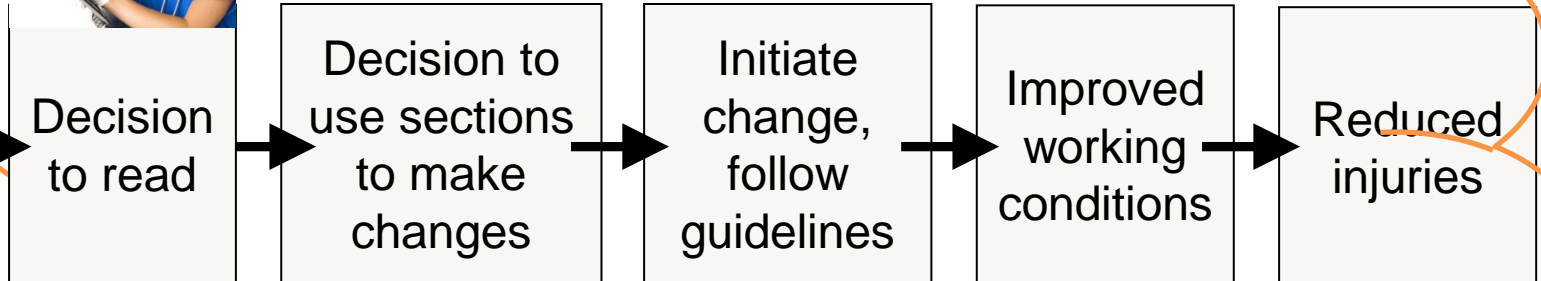 Decision
to read
Decision to
use sections
to make
changes
Initiate
change,
follow
guidelines
Improved
working
conditions
Reduced
injuries